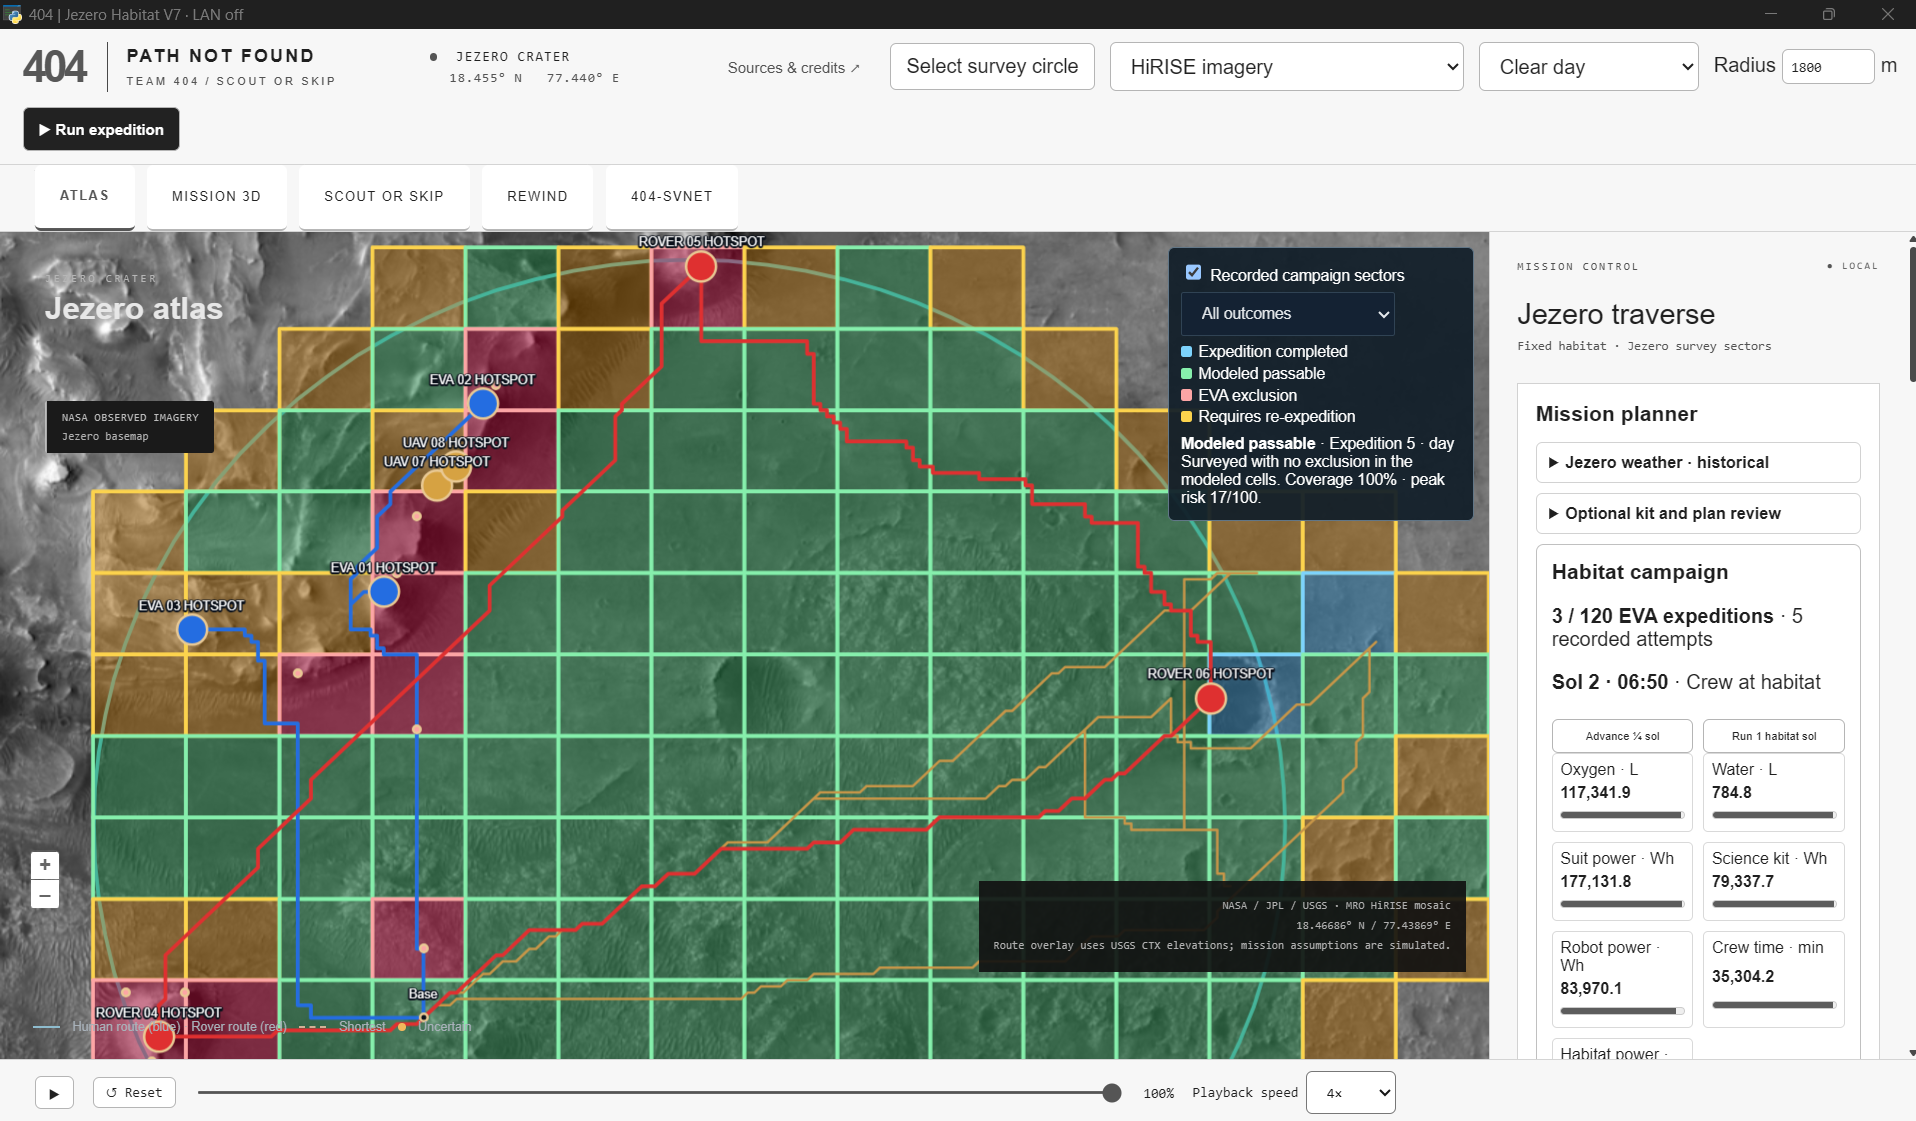 404 | Jezero Habitat V7 · LAN off
404
PATH NOT FOUND
TEAM 404 / SCOUT OR SKIP
JEZERO CRATER
18.455° N 77.440° E
Sources & credits ↗
Select survey circle
HiRISE imagery
Clear day
Radius 1800 m
▶ Run expedition
ATLAS
MISSION 3D
SCOUT OR SKIP
REWIND
404-SVNET
JEZERO CRATER
Jezero atlas
NASA OBSERVED IMAGERY
Jezero basemap
ROVER 05 HOTSPOT
EVA 02 HOTSPOT
UAV 08 HOTSPOT
UAV 07 HOTSPOT
EVA 01 HOTSPOT
EVA 03 HOTSPOT
ROVER 06 HOTSPOT
Base
ROVER 04 HOTSPOT
Human route (blue) Rover route (red) Shortest Uncertain
Recorded campaign sectors
All outcomes
Expedition completed
Modeled passable
EVA exclusion
Requires re-expedition
Modeled passable · Expedition 5 · day
Surveyed with no exclusion in the
modeled cells. Coverage 100% · peak
risk 17/100.
NASA / JPL / USGS · MRO HiRISE mosaic
18.46686° N / 77.43869° E
Route overlay uses USGS CTX elevations; mission assumptions are simulated.
+
−
MISSION CONTROL
● LOCAL
Jezero traverse
Fixed habitat · Jezero survey sectors
Mission planner
▶ Jezero weather · historical
▶ Optional kit and plan review
Habitat campaign
3 / 120 EVA expeditions · 5
recorded attempts
Sol 2 · 06:50 · Crew at habitat
Advance ¼ sol
Run 1 habitat sol
Oxygen · L
117,341.9
Water · L
784.8
Suit power · Wh
177,131.8
Science kit · Wh
79,337.7
Robot power ·
Wh
83,970.1
Crew time · min
35,304.2
Habitat power ·
▶
↺ Reset
100%
Playback speed
4×